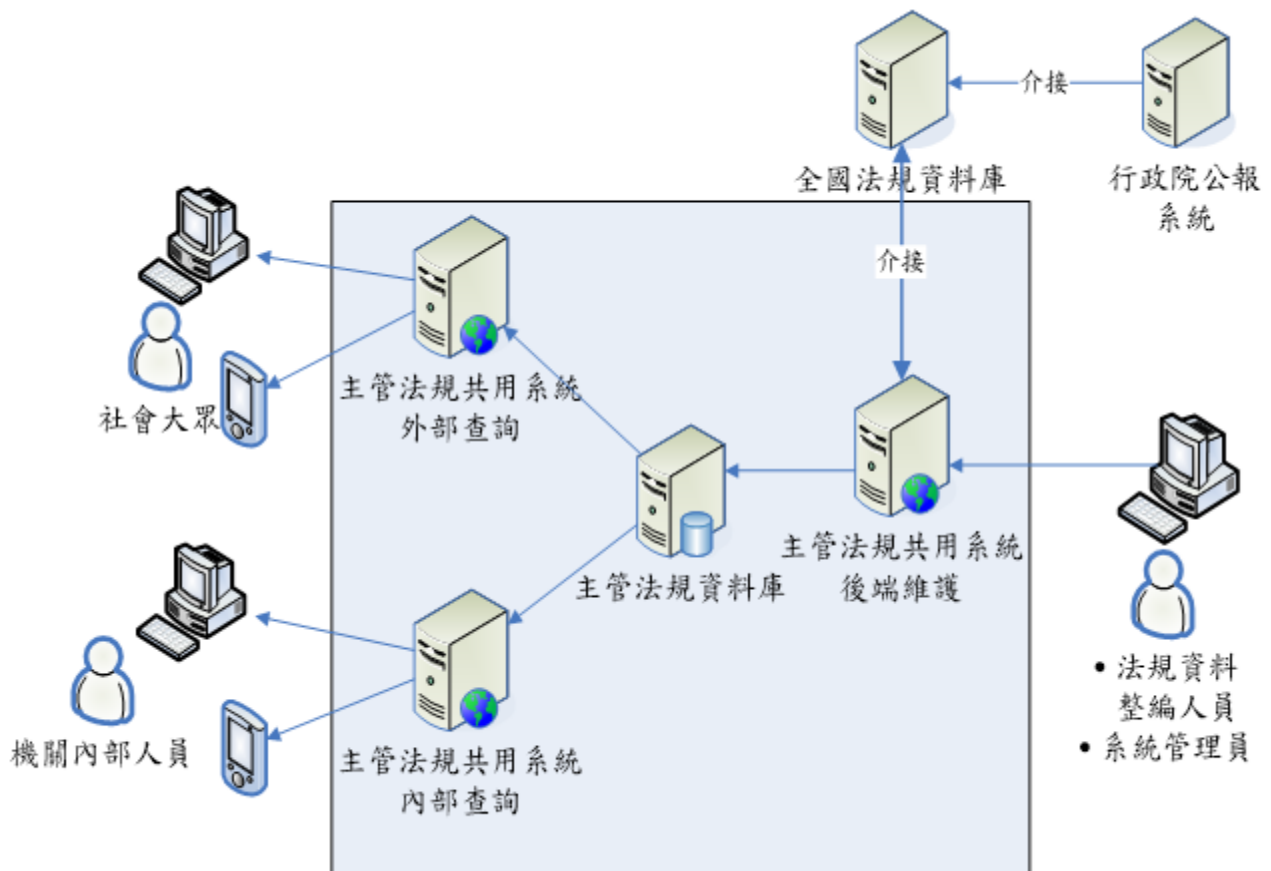 介接
全國法規資料庫
行政院公報
系統
介接
主管法規共用系統
外部查詢
社會大眾
主管法規資料庫
主管法規共用系統
後端維護
• 法規資料
整編人員
• 系統管理員
機關內部人員
主管法規共用系統
內部查詢